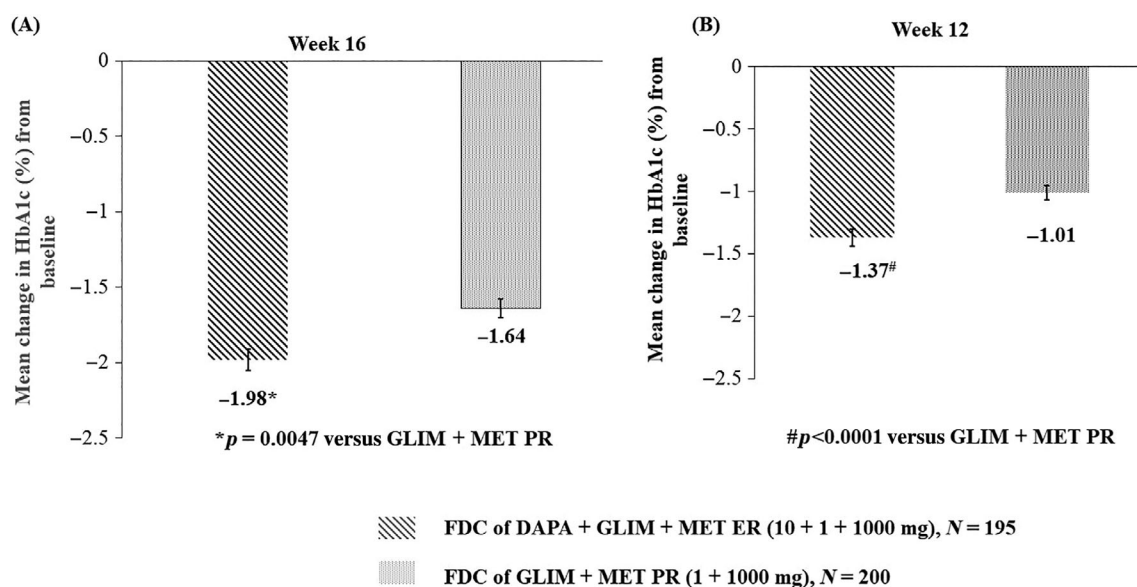 (A)
Week 16
0
−0.5
−1
−1.5
−2
−2.5
Mean change in HbA1c (%) from
baseline
−1.98*
−1.64
*p = 0.0047 versus GLIM + MET PR
(B)
Week 12
0
−0.5
−1
−1.5
−2
−2.5
Mean change in HbA1c (%) from
baseline
−1.37#
−1.01
#p<0.0001 versus GLIM + MET PR
FDC of DAPA + GLIM + MET ER (10 + 1 + 1000 mg), N = 195
FDC of GLIM + MET PR (1 + 1000 mg), N = 200